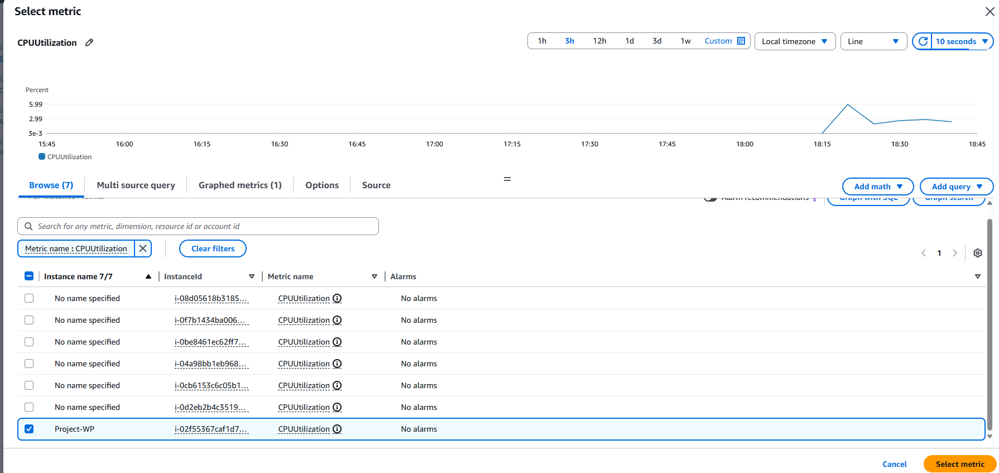 Select metric
CPUUtilization
1h 3h 12h 1d 3d 1w Custom
Local timezone
Line
10 seconds
Percent
5.99
2.99
3e-3
15:45 16:00 16:15 16:30 16:45 17:00 17:15 17:30 17:45 18:00 18:15 18:30 18:45
CPUUtilization
Browse (7) Multi source query Graphed metrics (1) Options Source
Add math Add query
Alarm recommendations Graph with SQL Graph search
Search for any metric, dimension, resource id or account id
Metric name : CPUUtilization
Clear filters
1
Instance name 7/7 InstanceId Metric name Alarms
No name specified i-08d05618b3185... CPUUtilization No alarms
No name specified i-0f7b1434ba006... CPUUtilization No alarms
No name specified i-0be8461ec62ff7... CPUUtilization No alarms
No name specified i-04a98bb1eb968... CPUUtilization No alarms
No name specified i-0cb6153c6c05b1... CPUUtilization No alarms
No name specified i-0d2eb2b4c3519... CPUUtilization No alarms
Project-WP i-02f55367caf1d7... CPUUtilization No alarms
Cancel Select metric